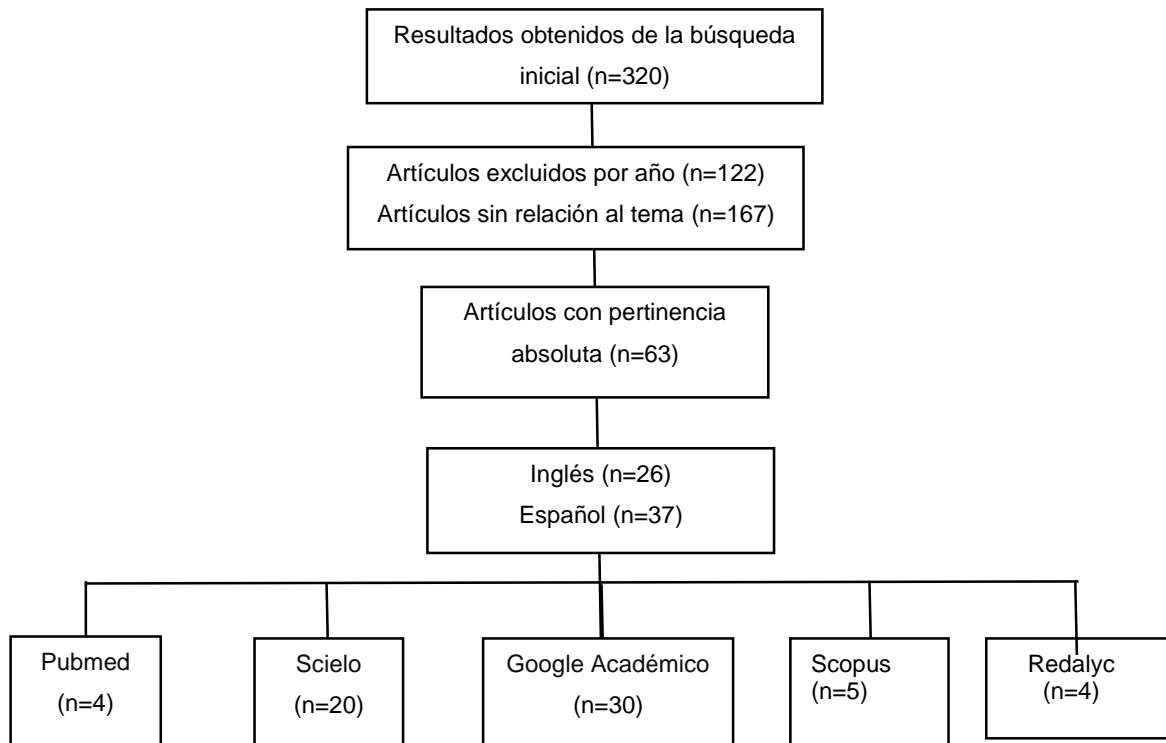 Resultados obtenidos de la búsqueda
inicial (n=320)
Artículos excluidos por año (n=122)
Artículos sin relación al tema (n=167)
Artículos con pertinencia
absoluta (n=63)
Inglés (n=26)
Español (n=37)
Pubmed
(n=4)
Scielo
(n=20)
Google Académico
(n=30)
Scopus
(n=5)
Redalyc
(n=4)